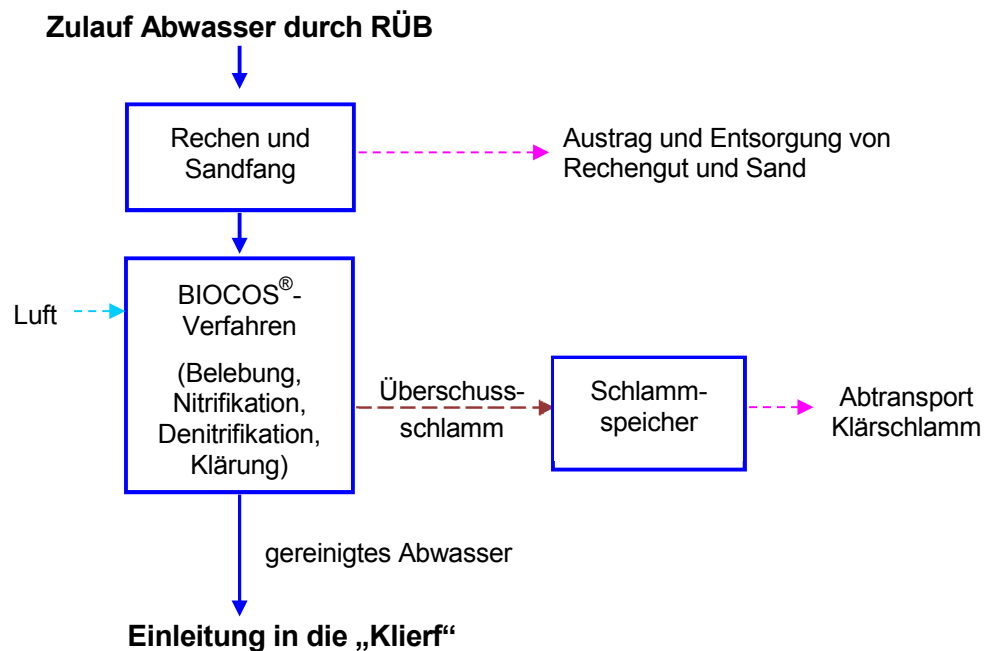 Zulauf Abwasser durch RÜB
Rechen und
Sandfang
Austrag und Entsorgung von
Rechengut und Sand
Luft
BIOCOS®-
Verfahren
(Belebung,
Nitrifikation,
Denitrifikation,
Klärung)
Überschuss-
schlamm
Schlamm-
speicher
Abtransport
Klärschlamm
gereinigtes Abwasser
Einleitung in die „Klierf“